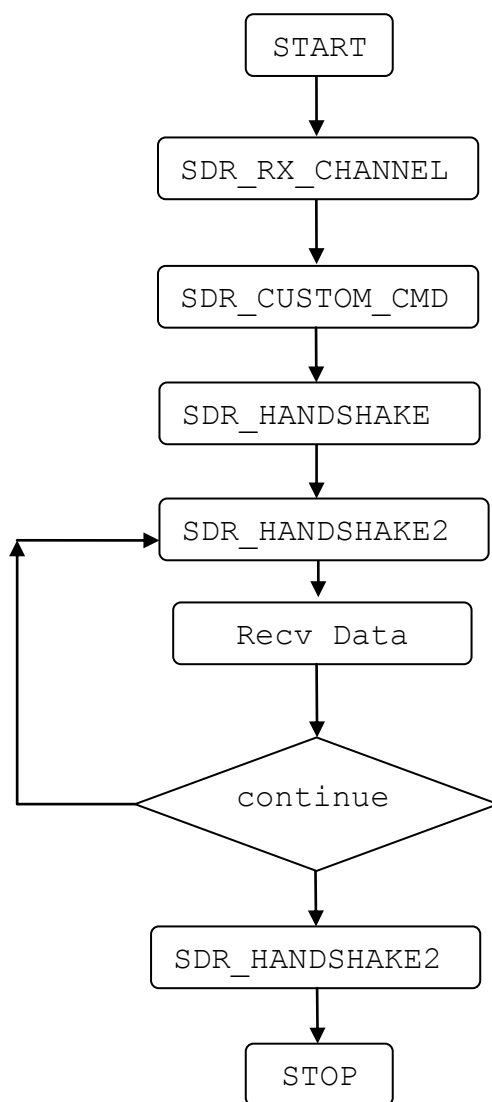 START
SDR_RX_CHANNEL
SDR_CUSTOM_CMD
SDR_HANDSHAKE
SDR_HANDSHAKE2
Recv Data
continue
SDR_HANDSHAKE2
STOP